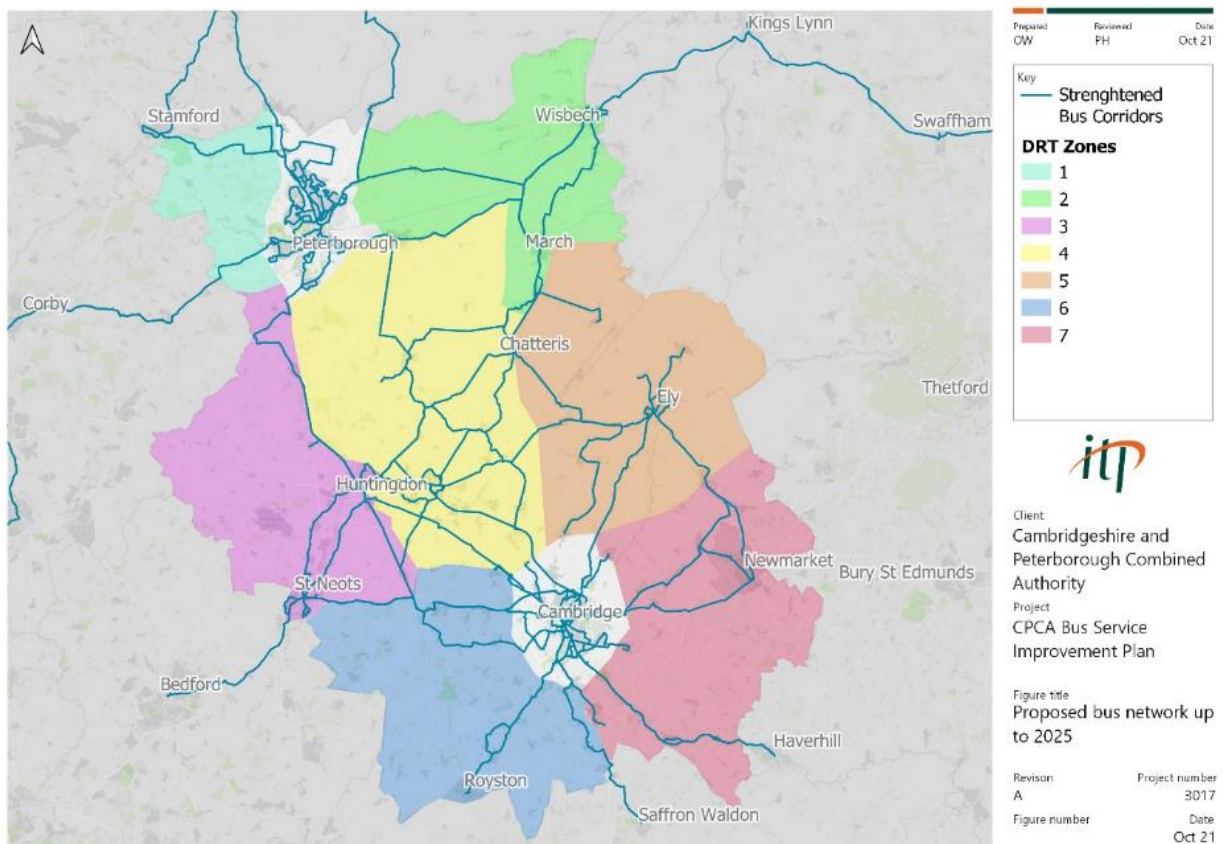 Kings Lynn
Stamford
Wisbech
Swaffham
Peterborough
March
Corby
Chatteris
Thetford
Ely
Huntingdon
Newmarket
Bury St Edmunds
St Neots
Cambridge
Bedford
Haverhill
Royston
Saffron Waldon
Prepared Reviewed Date
OW PH Oct 21
Key
Strenghtened
Bus Corridors
DRT Zones
1
2
3
4
5
6
7
itp
Client
Cambridgeshire and
Peterborough Combined
Authority
Project
CPCA Bus Service
Improvement Plan
Figure title
Proposed bus network up
to 2025
Revison Project number
A 3017
Figure number Date
Oct 21